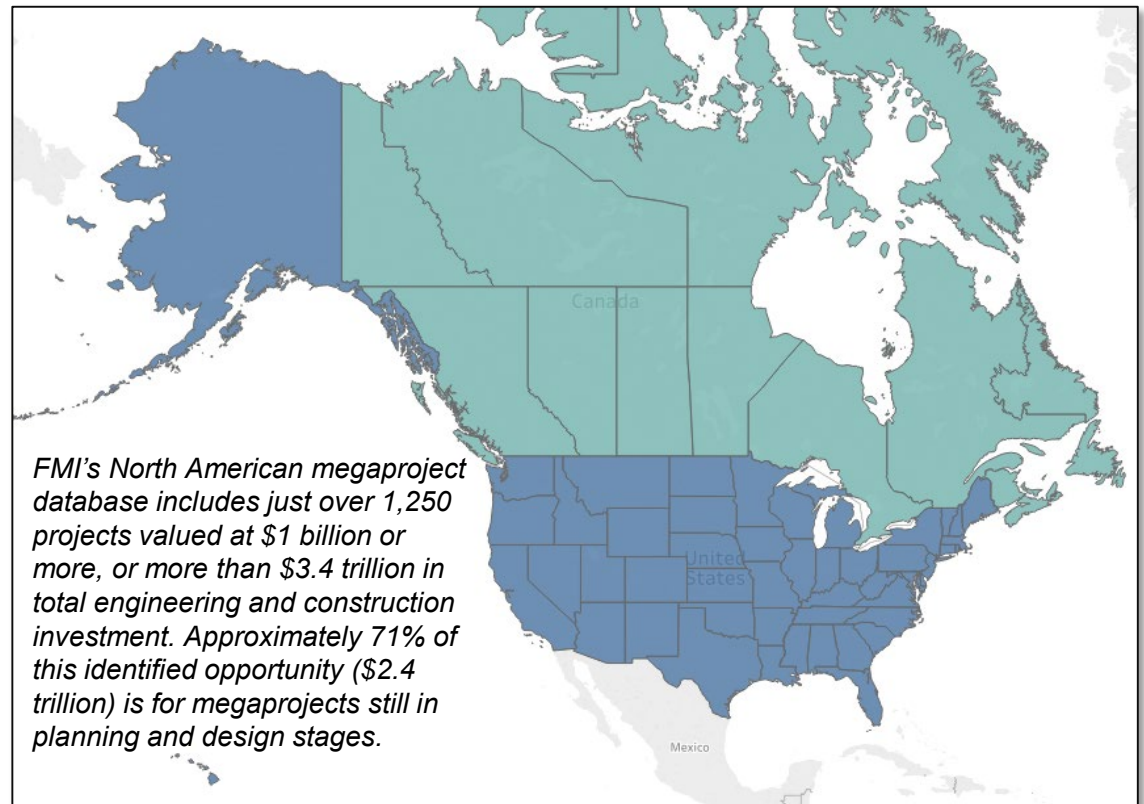 Canada
FMI’s North American megaproject
database includes just over 1,250
projects valued at $1 billion or
more, or more than $3.4 trillion in
total engineering and construction
investment. Approximately 71% of
this identified opportunity ($2.4
trillion) is for megaprojects still in
planning and design stages.
United
States
Mexico